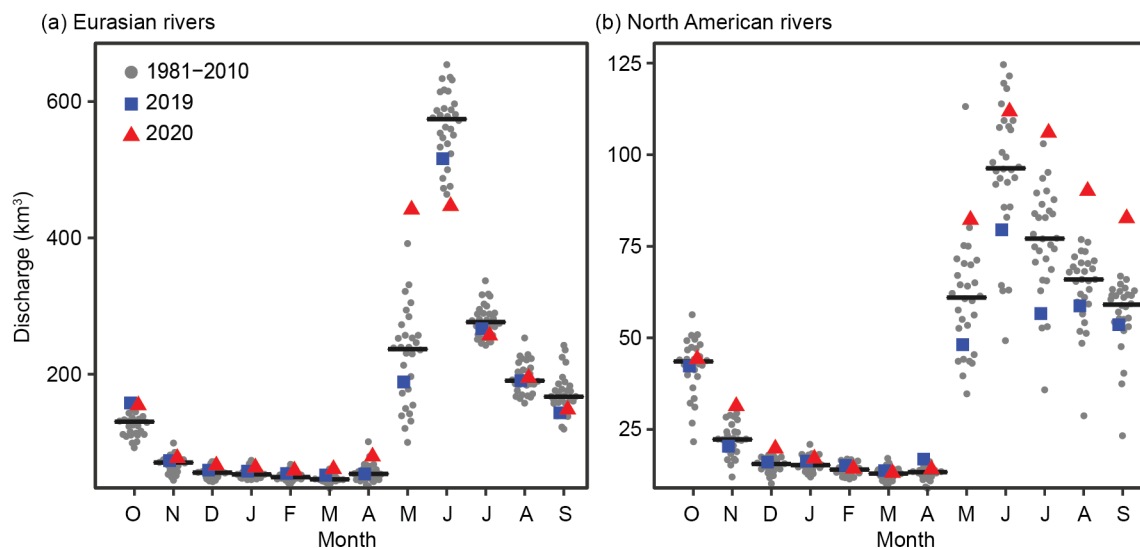 (a) Eurasian rivers
600
400
200
1981−2010
2019
2020
Discharge (km³)
O N D J F M A M J J A S
Month
(b) North American rivers
125
100
75
50
25
O N D J F M A M J J A S
Month